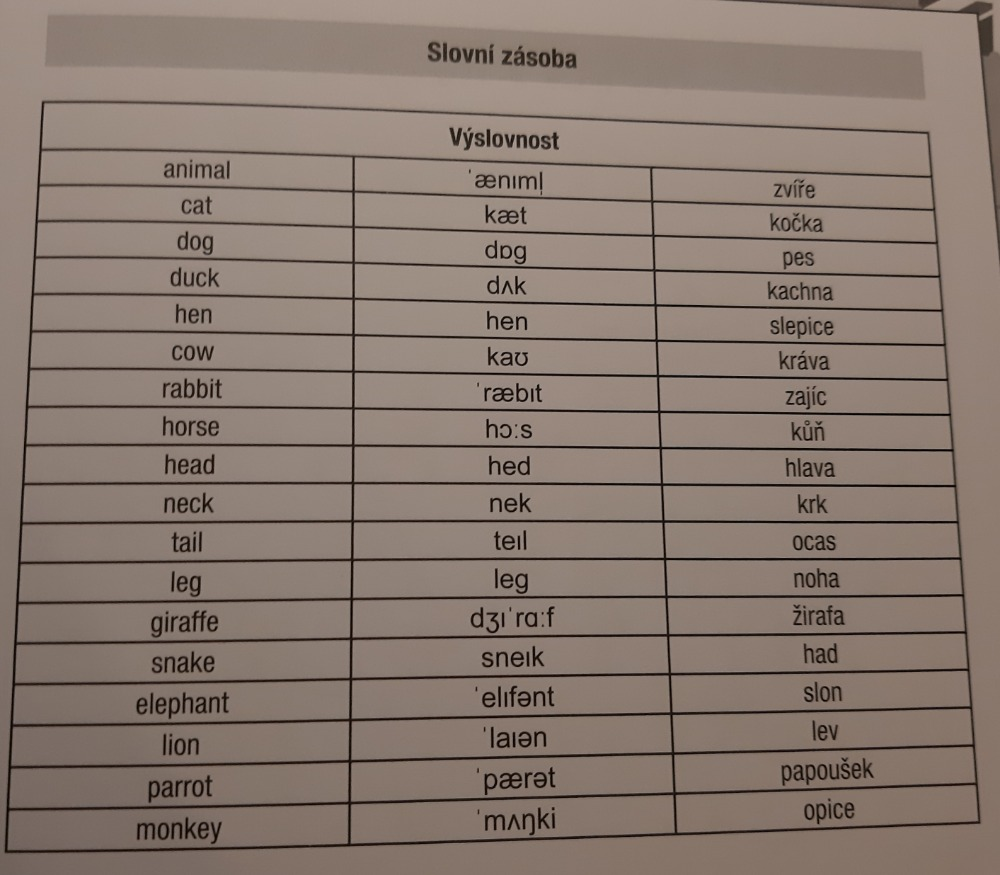 Slovní zásoba
Výslovnost
animal ˈænɪml̩ zvíře
cat kæt kočka
dog dɒg pes
duck dʌk kachna
hen hen slepice
cow kaʊ kráva
rabbit ˈræbɪt zajíc
horse hɔːs kůň
head hed hlava
neck nek krk
tail teɪl ocas
leg leg noha
giraffe dʒɪˈrɑːf žirafa
snake sneɪk had
elephant ˈelɪfənt slon
lion ˈlaɪən lev
parrot ˈpærət papoušek
monkey ˈmʌŋki opice